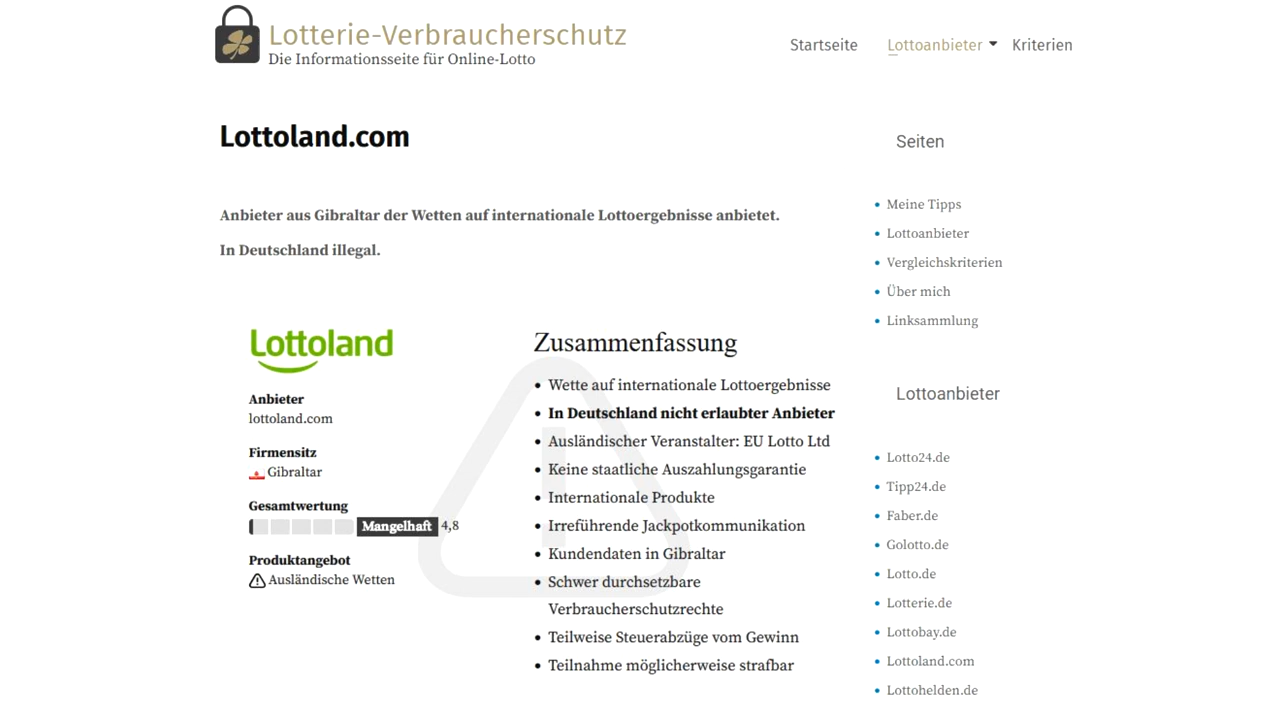 Lotterie-Verbraucherschutz
Die Informationsseite für Online-Lotto
Startseite
Lottoanbieter
Kriterien
Lottoland.com
Anbieter aus Gibraltar der Wetten auf internationale Lottoergebnisse anbietet.
In Deutschland illegal.
Lottoland
Anbieter
lottoland.com
Firmensitz
Gibraltar
Gesamtwertung
Mangelhaft 4,8
Produktangebot
Ausländische Wetten
Zusammenfassung
• Wette auf internationale Lottoergebnisse
• In Deutschland nicht erlaubter Anbieter
• Ausländischer Veranstalter: EU Lotto Ltd
• Keine staatliche Auszahlungsgarantie
• Internationale Produkte
• Irreführende Jackpotkommunikation
• Kundendaten in Gibraltar
• Schwer durchsetzbare
Verbraucherschutzrechte
• Teilweise Steuerabzüge vom Gewinn
• Teilnahme möglicherweise strafbar
Seiten
• Meine Tipps
• Lottoanbieter
• Vergleichskriterien
• Über mich
• Linksammlung
Lottoanbieter
• Lotto24.de
• Tipp24.de
• Faber.de
• Golotto.de
• Lotto.de
• Lotterie.de
• Lottobay.de
• Lottoland.com
• Lottohelden.de